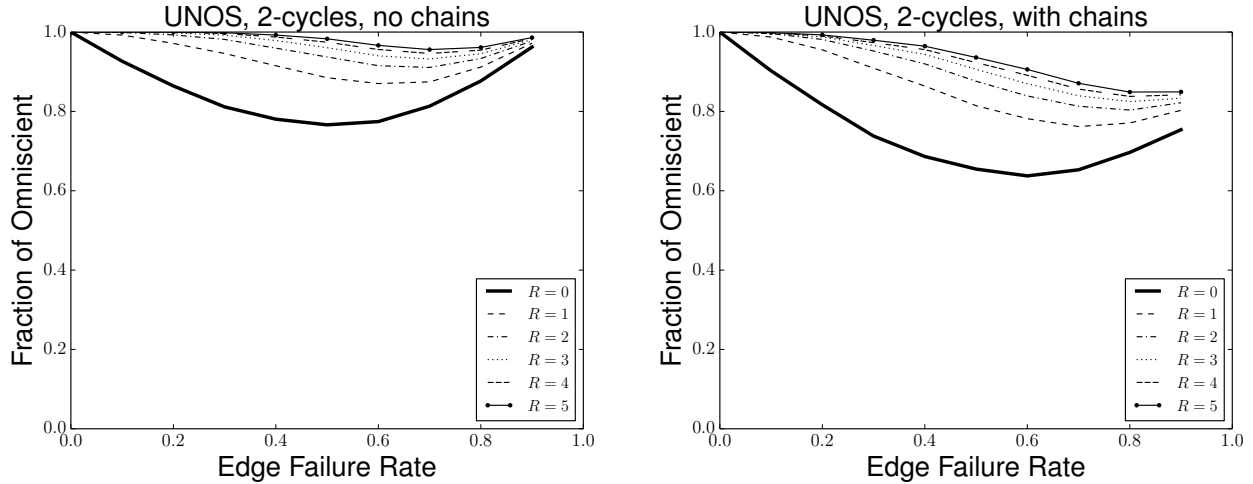 UNOS, 2-cycles, no chains
1.0
0.8
0.6
0.4
0.2
0.0
Fraction of Omniscient
R = 0
R = 1
R = 2
R = 3
R = 4
R = 5
0.0 0.2 0.4 0.6 0.8 1.0
Edge Failure Rate
UNOS, 2-cycles, with chains
1.0
0.8
0.6
0.4
0.2
0.0
Fraction of Omniscient
R = 0
R = 1
R = 2
R = 3
R = 4
R = 5
0.0 0.2 0.4 0.6 0.8 1.0
Edge Failure Rate